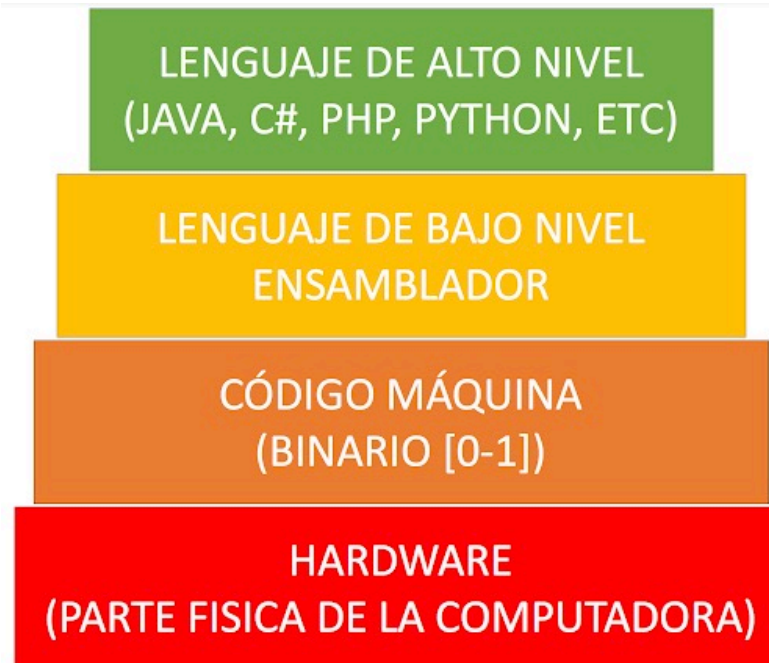 LENGUAJE DE ALTO NIVEL
(JAVA, C#, PHP, PYTHON, ETC)
LENGUAJE DE BAJO NIVEL
ENSAMBLADOR
CÓDIGO MÁQUINA
(BINARIO [0-1])
HARDWARE
(PARTE FISICA DE LA COMPUTADORA)